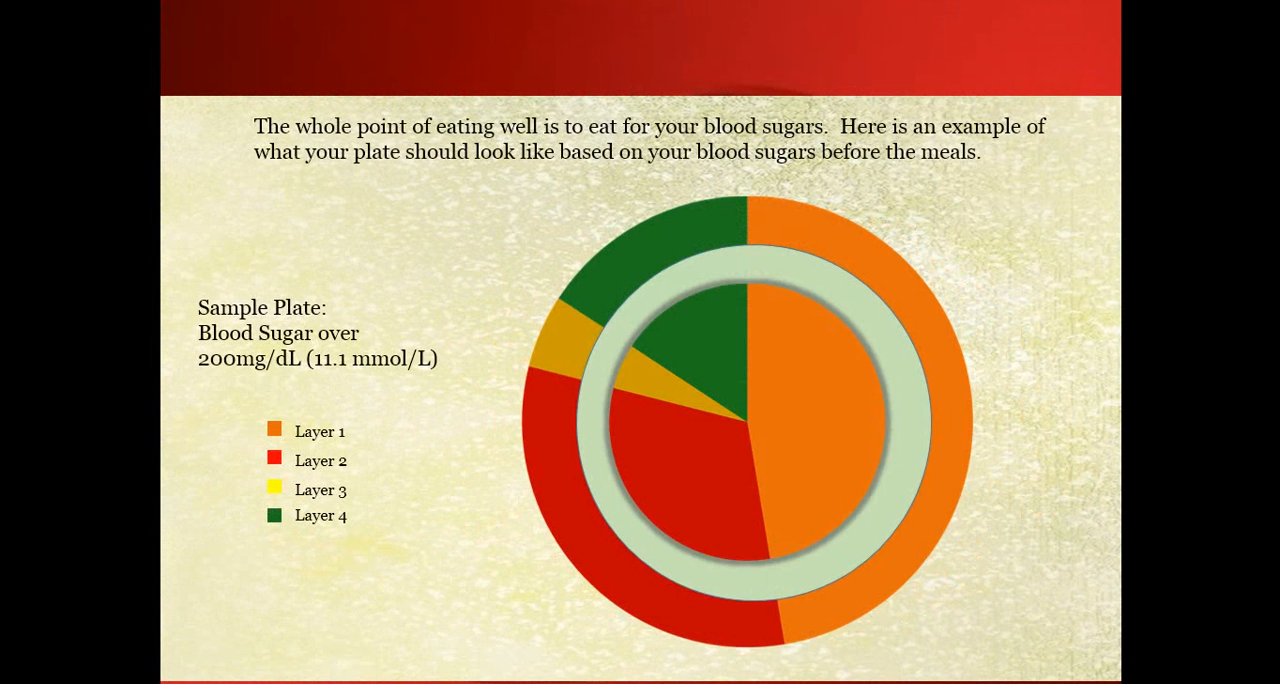 The whole point of eating well is to eat for your blood sugars.  Here is an example of
what your plate should look like based on your blood sugars before the meals.
Sample Plate:
Blood Sugar over
200mg/dL (11.1 mmol/L)
Layer 1
Layer 2
Layer 3
Layer 4